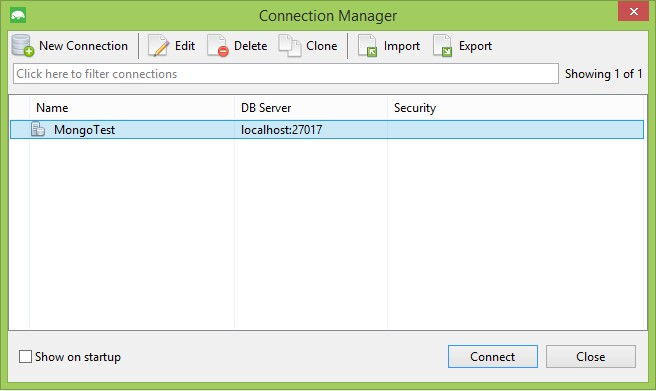 Connection Manager
New Connection Edit Delete Clone Import Export
Click here to filter connections Showing 1 of 1
Name DB Server Security
MongoTest localhost:27017
Show on startup Connect Close